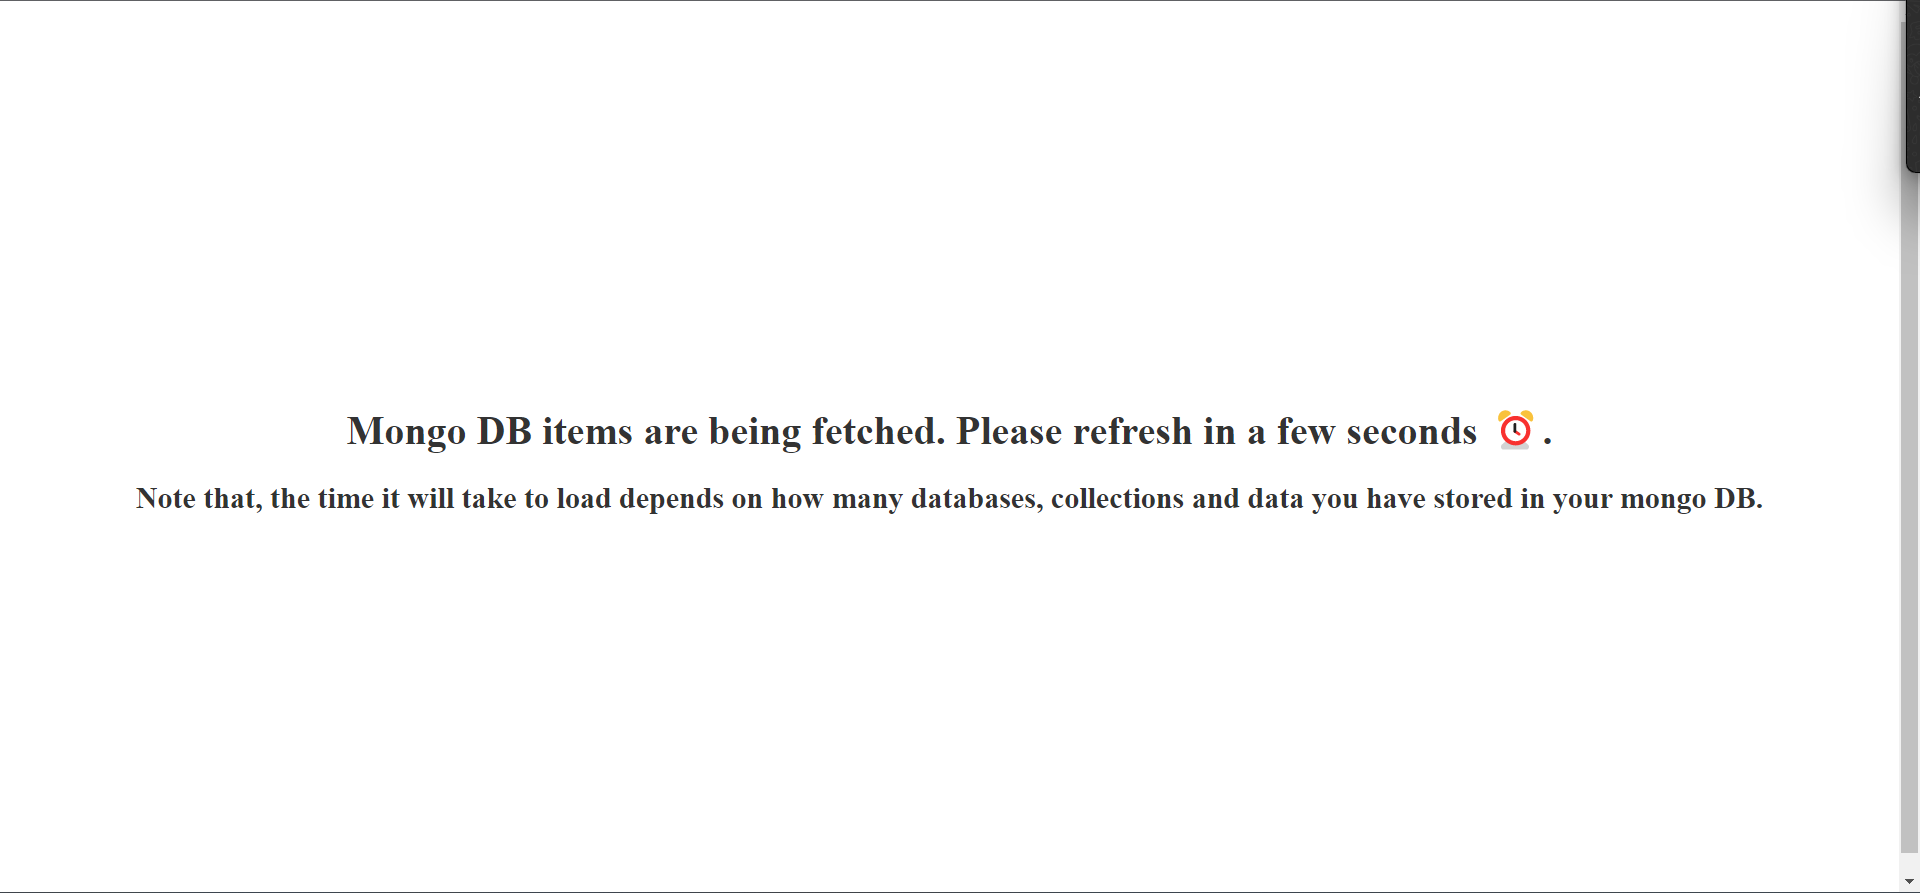 Mongo DB items are being fetched. Please refresh in a few seconds ⏰.
Note that, the time it will take to load depends on how many databases, collections and data you have stored in your mongo DB.